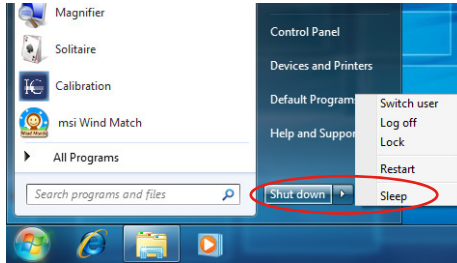 Magnifier
Solitaire
Calibration
msi Wind Match
All Programs
Search programs and files
Control Panel
Devices and Printers
Default Program
Help and Suppor
Shut down
Switch user
Log off
Lock
Restart
Sleep